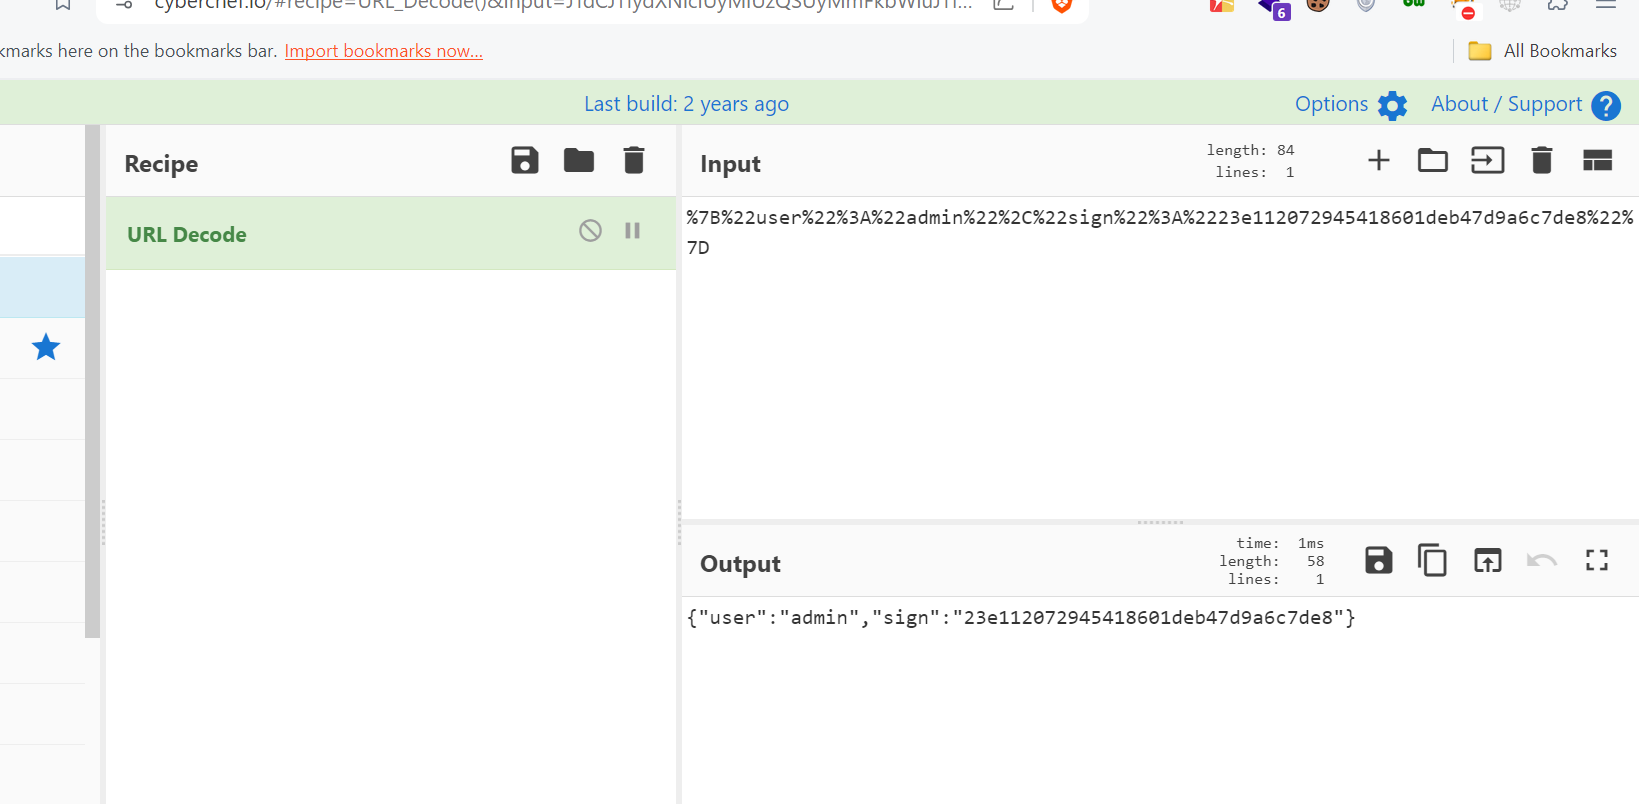 cyberchef.io/#recipe=URL_Decode()&input=
kmarks here on the bookmarks bar. Import bookmarks now...
All Bookmarks
6
Last build: 2 years ago
Options
About / Support
Recipe
URL Decode
Input
length: 84
lines: 1
%7B%22user%22%3A%22admin%22%2C%22sign%22%3A%2223e112072945418601deb47d9a6c7de8%22%
7D
Output
time: 1ms
length: 58
lines: 1
{"user":"admin","sign":"23e112072945418601deb47d9a6c7de8"}